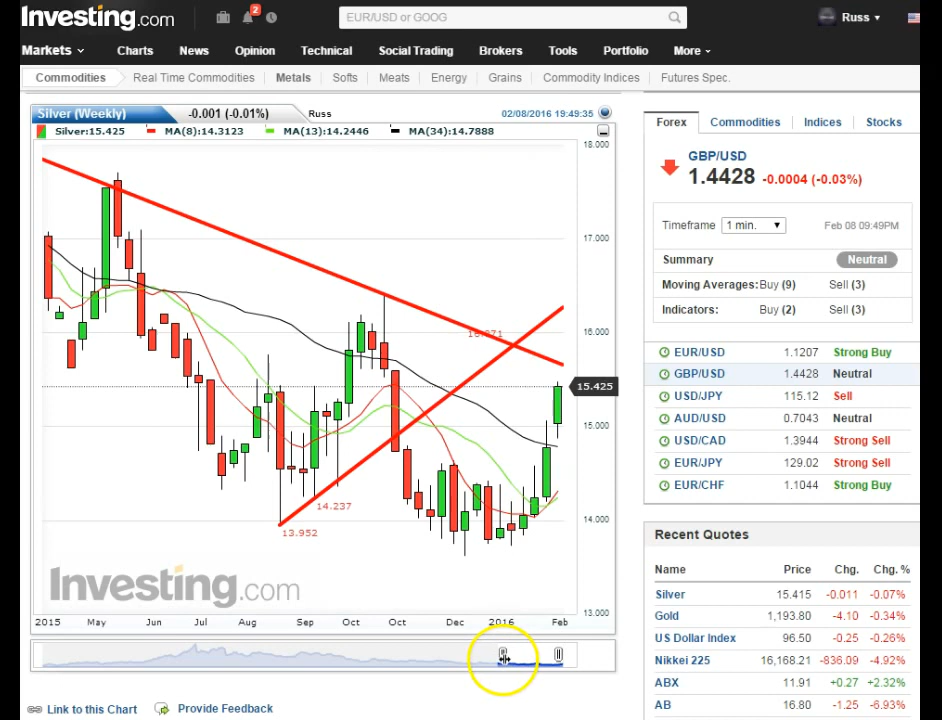 Investing.com
2
EUR/USD or GOOG
Russ
Markets Charts News Opinion Technical Social Trading Brokers Tools Portfolio More
Commodities Real Time Commodities Metals Softs Meats Energy Grains Commodity Indices Futures Spec.
Silver (Weekly) -0.001 (-0.01%) Russ 02/08/2016 19:49:35
Silver:15.425 MA(8):14.3123 MA(13):14.2446 MA(34):14.7888
18.000
17.000
16.000
15.425
15.000
14.000
13.000
14.237
13.952
Investing.com
2015 May Jun Jul Aug Sep Oct Oct Dec 2016 Feb
Link to this Chart Provide Feedback
Forex Commodities Indices Stocks
GBP/USD
1.4428 -0.0004 (-0.03%)
Timeframe 1 min. Feb 08 09:49PM
Summary Neutral
Moving Averages: Buy (9) Sell (3)
Indicators: Buy (2) Sell (3)
EUR/USD 1.1207 Strong Buy
GBP/USD 1.4428 Neutral
USD/JPY 115.12 Sell
AUD/USD 0.7043 Neutral
USD/CAD 1.3944 Strong Sell
EUR/JPY 129.02 Strong Sell
EUR/CHF 1.1044 Strong Buy
Recent Quotes
Name Price Chg. Chg. %
Silver 15.415 -0.011 -0.07%
Gold 1,193.80 -4.10 -0.34%
US Dollar Index 96.50 -0.25 -0.26%
Nikkei 225 16,168.21 -836.09 -4.92%
ABX 11.91 +0.27 +2.32%
AB 16.80 -1.25 -6.93%